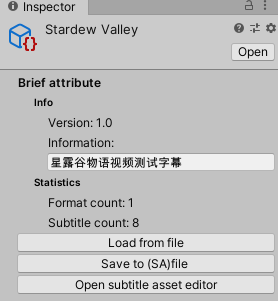 Inspector
Stardew Valley
Open
Brief attribute
Info
Version: 1.0
Information:
星露谷物语视频测试字幕
Statistics
Format count: 1
Subtitle count: 8
Load from file
Save to (SA)file
Open subtitle asset editor